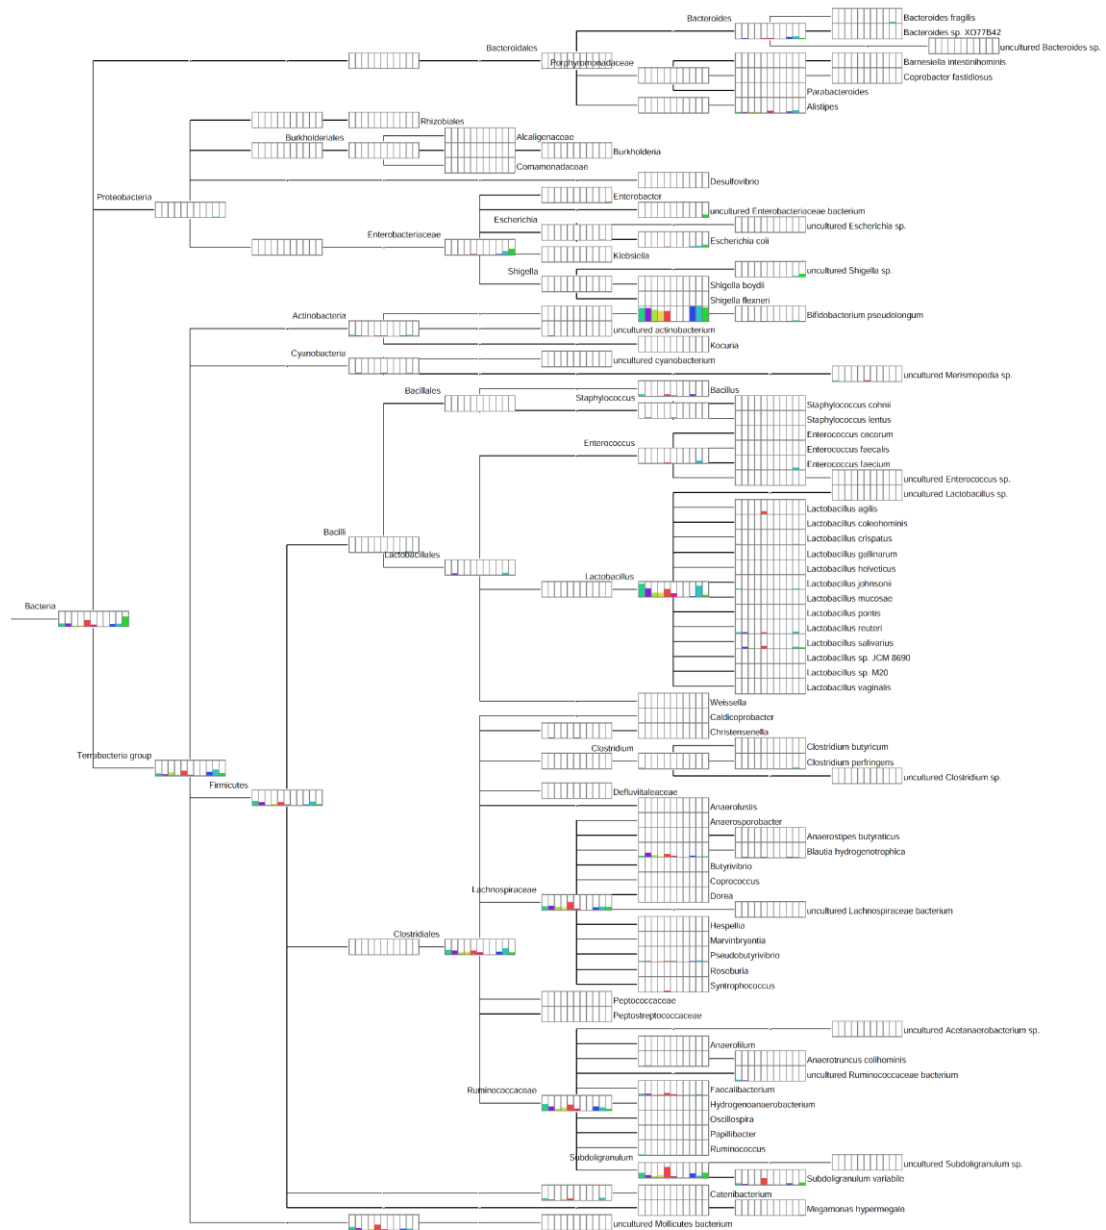 Bacteroides
Bacteroides fragilis
Bacteroides sp. XO77B42
Bacteroidales
uncultured Bacteroides sp.
Porphyromonadaceae
Barnesiella intestinihominis
Coprobacter fastidiosus
Parabacteroides
Alistipes
Rhizobiales
Burkholderiales
Alcaligenaceae
Burkholderia
Comamonadaceae
Desulfovibrio
Proteobacteria
Enterobacter
uncultured Enterobacteriaceae bacterium
Escherichia
uncultured Escherichia sp.
Enterobacteriaceae
Escherichia coli
Klebsiella
Shigella
uncultured Shigella sp.
Shigella boydii
Shigella flexneri
Actinobacteria
Bifidobacterium pseudolongum
uncultured actinobacterium
Kocuria
Cyanobacteria
uncultured cyanobacterium
uncultured Merismopedia sp.
Bacillales
Bacillus
Staphylococcus
Staphylococcus cohnii
Staphylococcus lentus
Enterococcus
Enterococcus cecorum
Enterococcus faecalis
Enterococcus faecium
uncultured Enterococcus sp.
uncultured Lactobacillus sp.
Lactobacillus agilis
Lactobacillus coleohominis
Bacilli
Lactobacillus crispatus
Lactobacillales
Lactobacillus gallinarum
Lactobacillus helveticus
Lactobacillus
Lactobacillus johnsonii
Lactobacillus mucosae
Bacteria
Lactobacillus pontis
Lactobacillus reuteri
Lactobacillus salivarius
Lactobacillus sp. JCM 8690
Lactobacillus sp. M20
Lactobacillus vaginalis
Weissella
Caldicoprobacter
Christensenella
Terrabacteria group
Clostridium
Clostridium butyricum
Clostridium perfringens
uncultured Clostridium sp.
Firmicutes
Defluviitaleaceae
Anaerofustis
Anaerosporobacter
Anaerostipes butyraticus
Blautia hydrogenotrophica
Butyrivibrio
Coprococcus
Lachnospiraceae
Dorea
uncultured Lachnospiraceae bacterium
Hespellia
Clostridiales
Marvinbryantia
Pseudobutyrivibrio
Roseburia
Syntrophococcus
Peptococcaceae
Peptostreptococcaceae
uncultured Acetanaerobacterium sp.
Anaerofilum
Anaerotruncus colihominis
uncultured Ruminococcaceae bacterium
Ruminococcaceae
Faecalibacterium
Hydrogenoanaerobacterium
Oscillospira
Papillibacter
Ruminococcus
Subdoligranulum
uncultured Subdoligranulum sp.
Subdoligranulum variabile
Catenibacterium
Megamonas hypermegale
uncultured Mollicutes bacterium